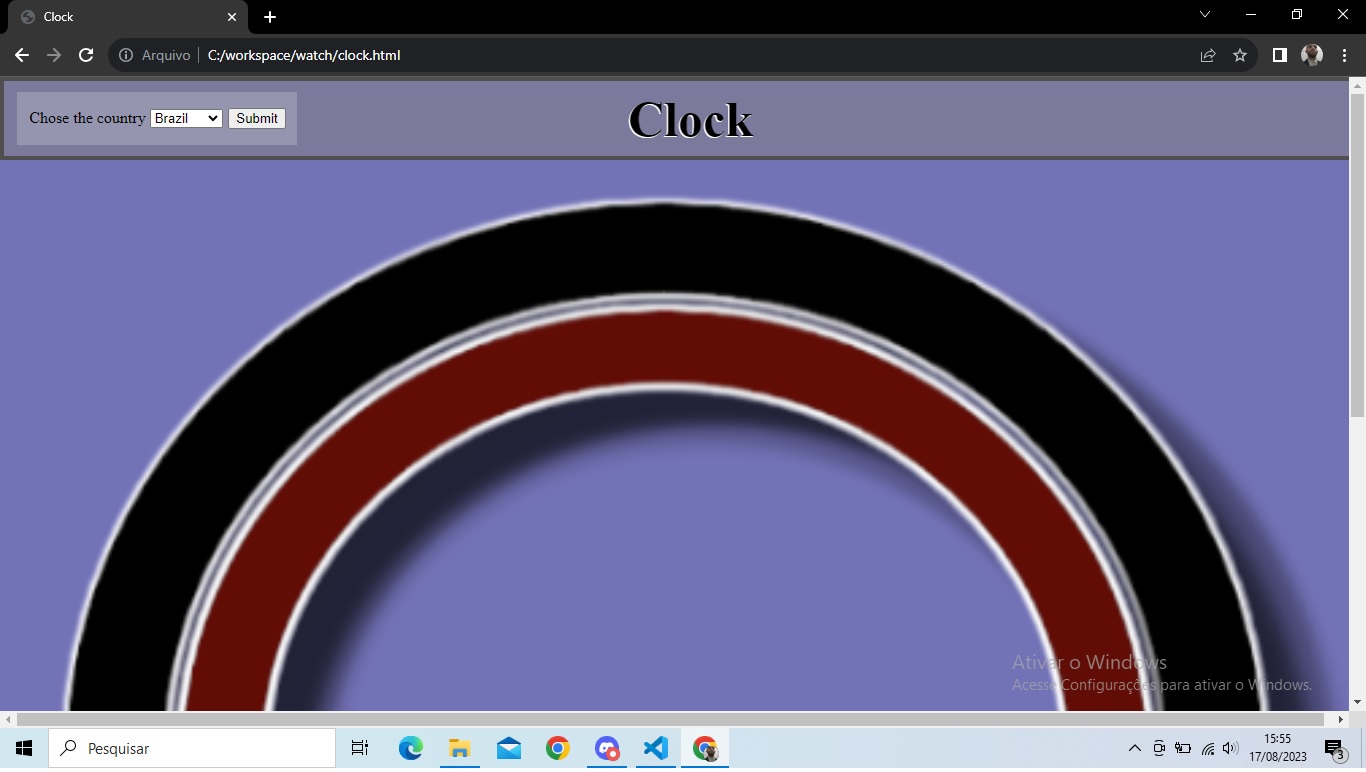 Clock
Arquivo
C:/workspace/watch/clock.html
Chose the country Brazil Submit
Clock
Ativar o Windows
Acesse Configurações para ativar o Windows.
Pesquisar
15:55
17/08/2023
3